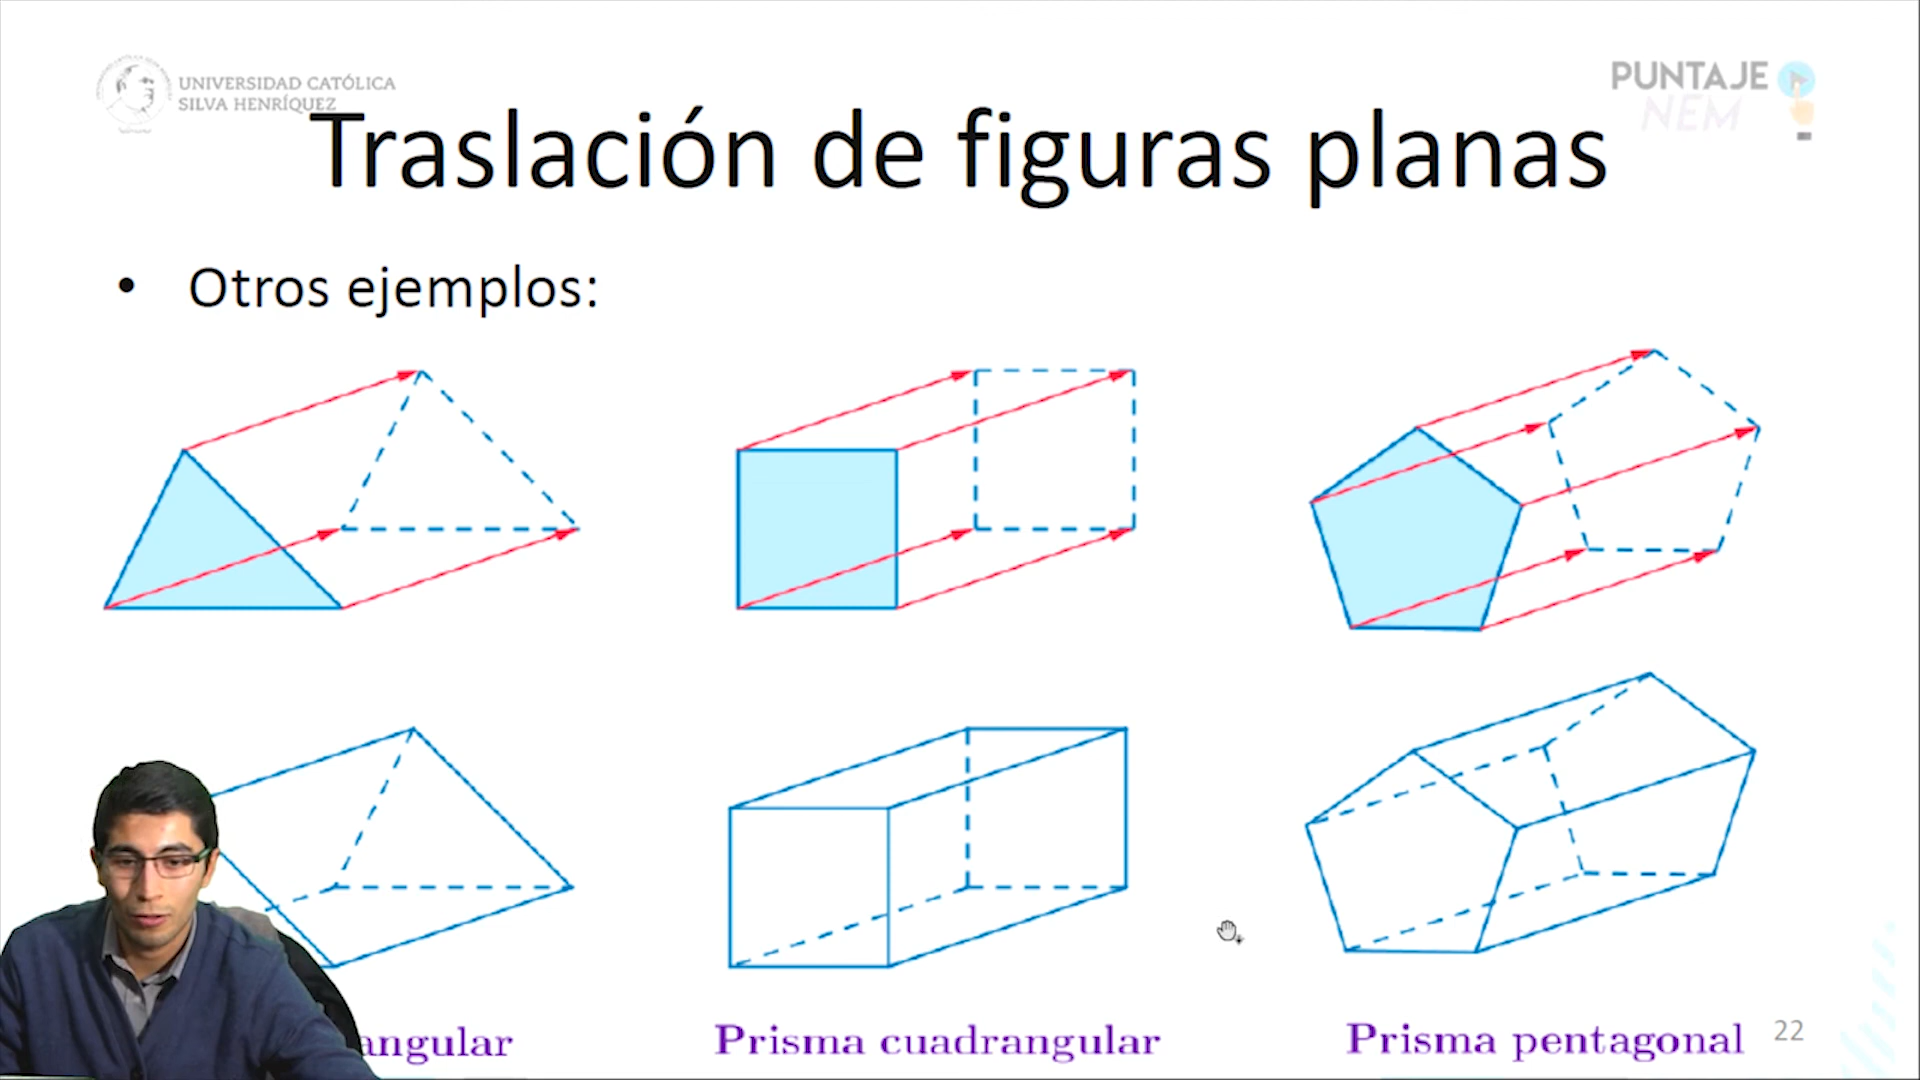 UNIVERSIDAD CATÓLICA
SILVA HENRÍQUEZ
PUNTAJE
NEM
Traslación de figuras planas
• Otros ejemplos:
angular
Prisma cuadrangular
Prisma pentagonal
22